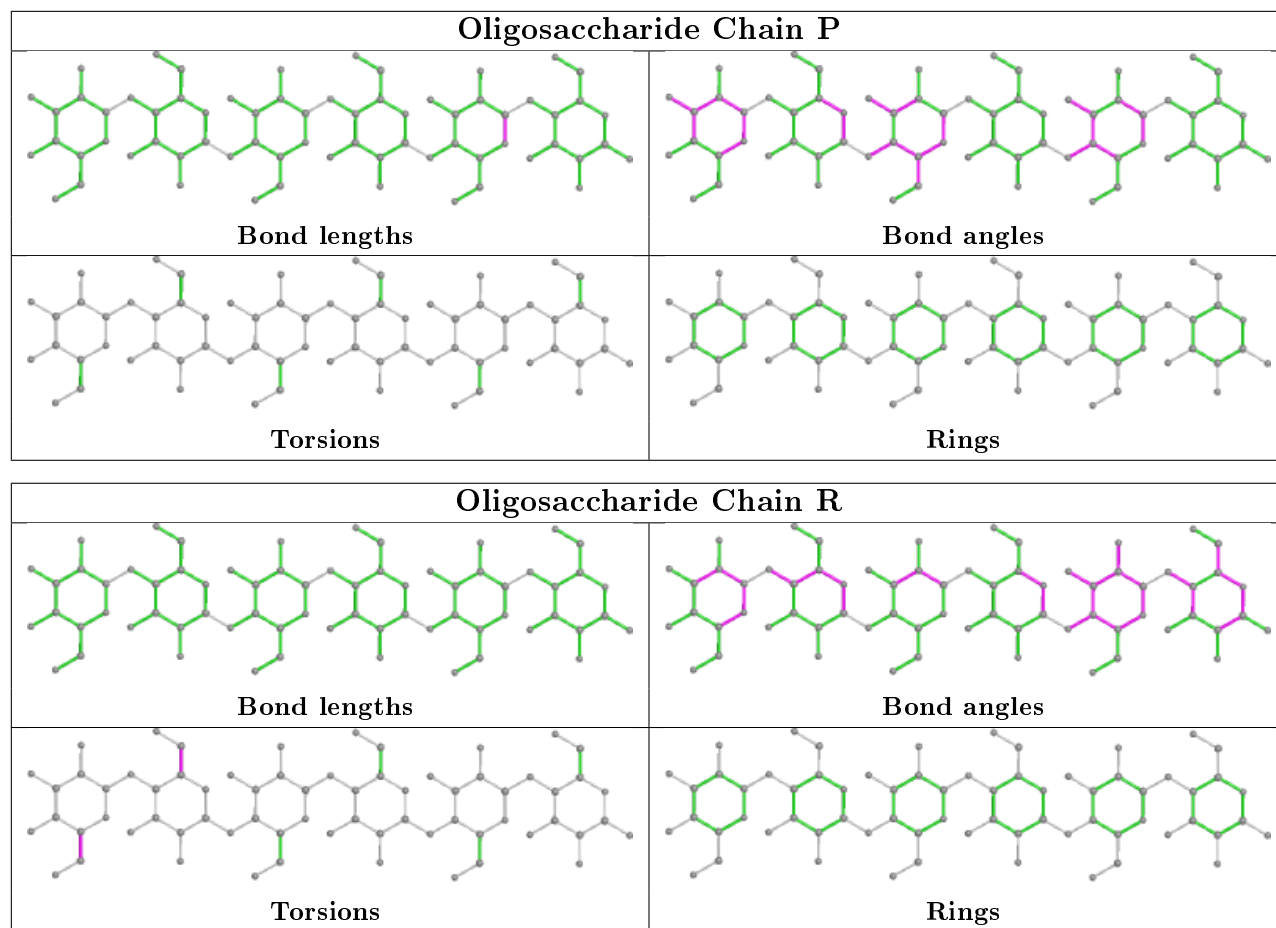 Oligosaccharide Chain P
Bond lengths
Bond angles
Torsions
Rings
Oligosaccharide Chain R
Bond lengths
Bond angles
Torsions
Rings